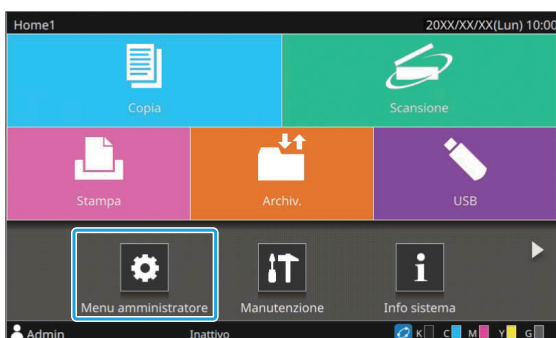 Home1 20XX/XX/XX(Lun) 10:00
Copia Scansione
Stampa Archiv. USB
Menu amministratore Manutenzione Info sistema
Admin Inattivo K C M Y G